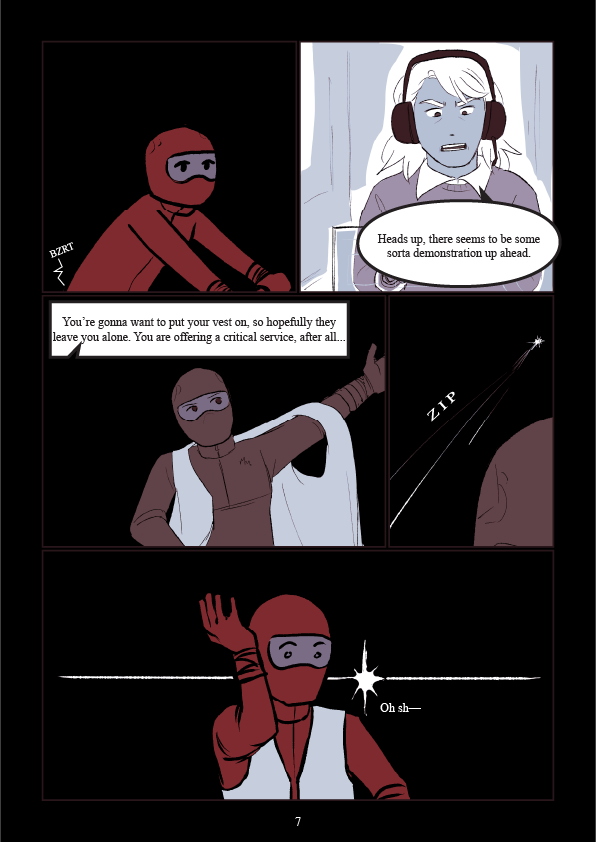 BZRT
Heads up, there seems to be some
sorta demonstration up ahead.
You’re gonna want to put your vest on, so hopefully they
leave you alone. You are offering a critical service, after all...
ZIP
Oh sh—
7